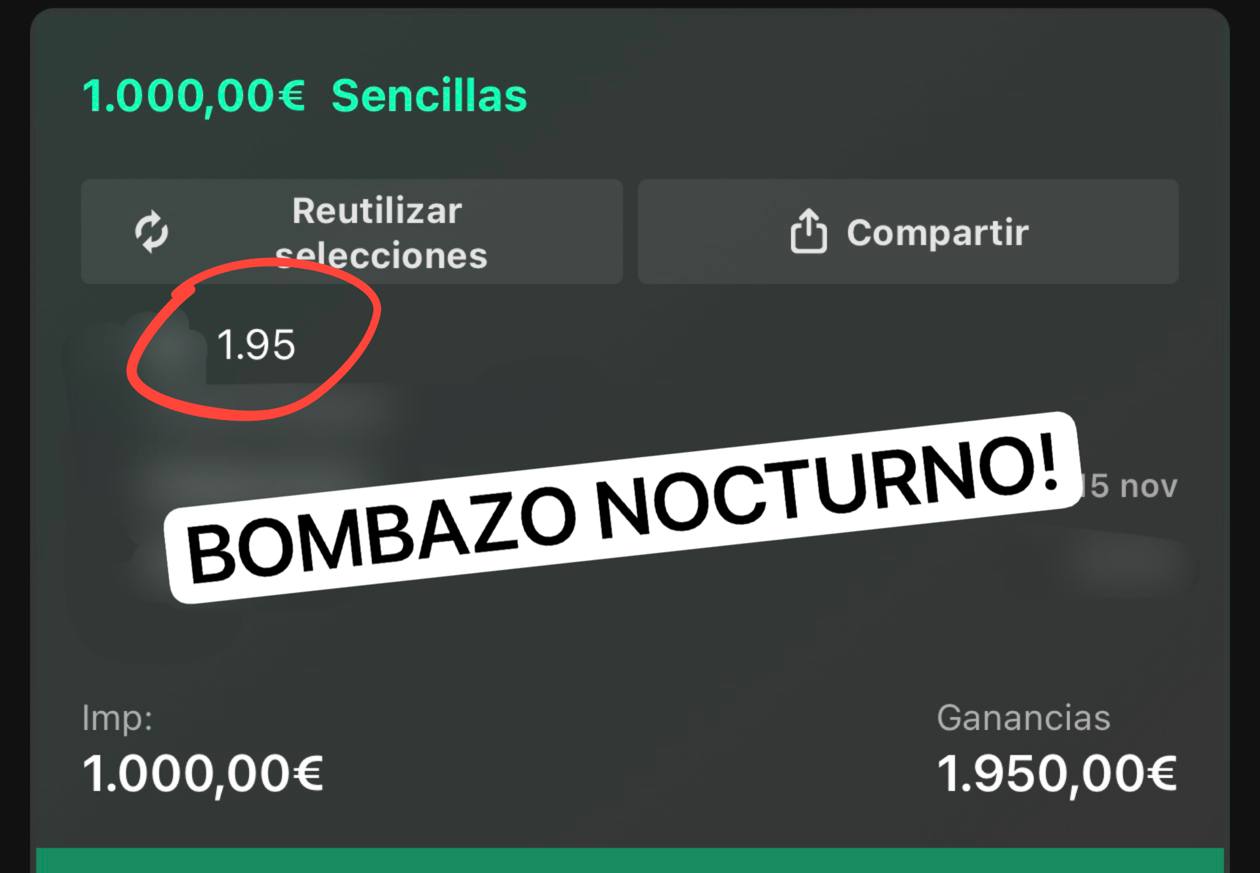 1.000,00€ Sencillas
Reutilizar
selecciones
Compartir
1.95
BOMBAZO NOCTURNO!
15 nov
Imp:
Ganancias
1.000,00€
1.950,00€